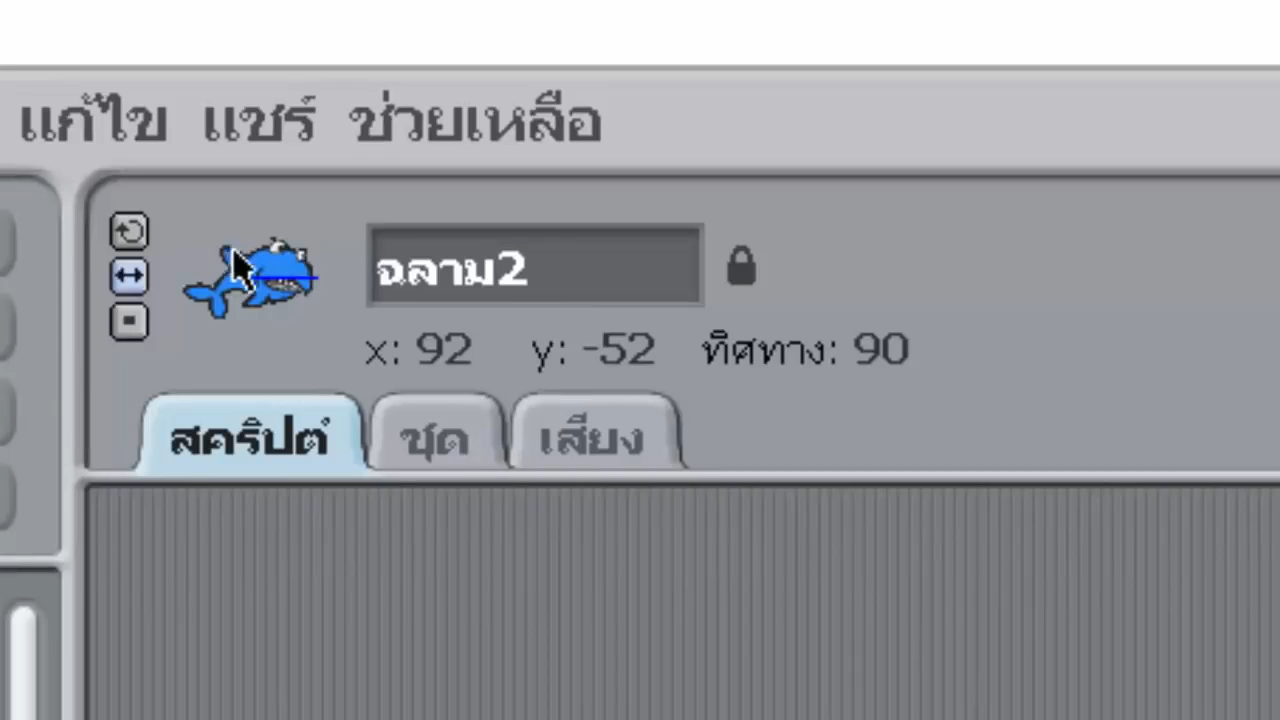 แก้ไข แชร์ ช่วยเหลือ
ฉลาม2
x: 92 y: -52 ทิศทาง: 90
สคริปต์ ชุด เสียง